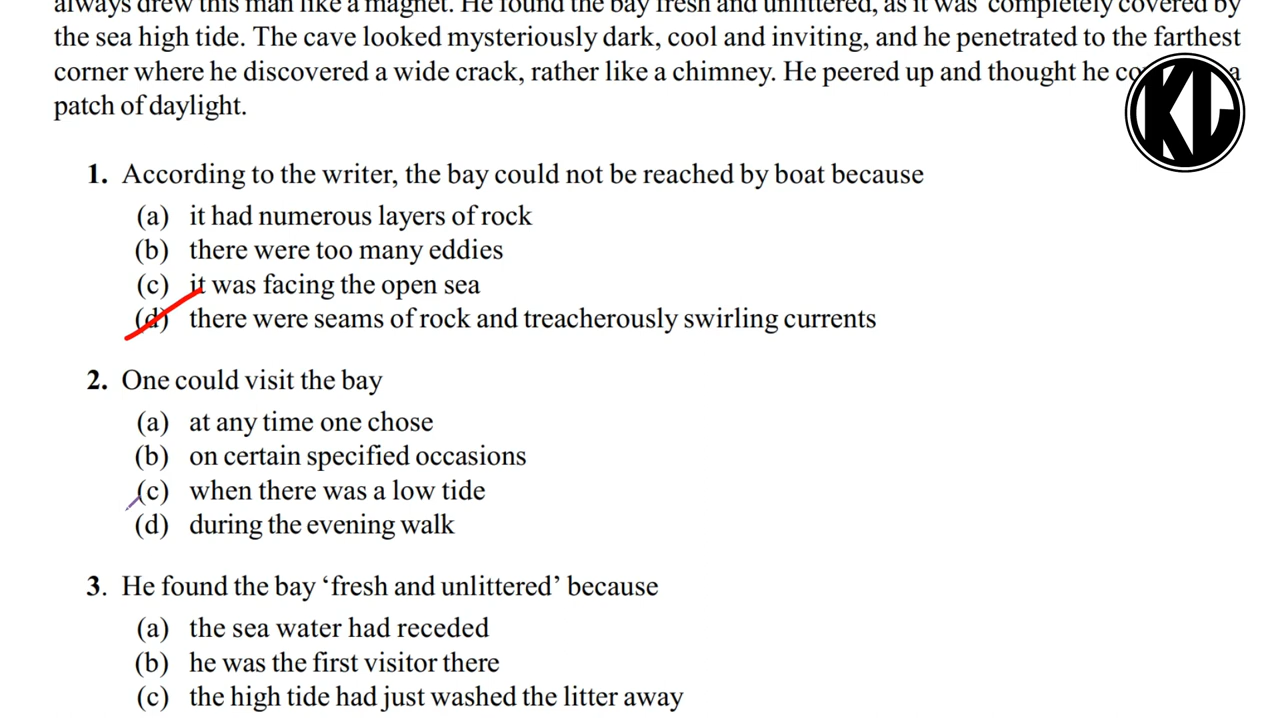 always drew this man like a magnet. He found the bay fresh and unlittered, as it was completely covered by
the sea high tide. The cave looked mysteriously dark, cool and inviting, and he penetrated to the farthest
corner where he discovered a wide crack, rather like a chimney. He peered up and thought he a
patch of daylight.
1. According to the writer, the bay could not be reached by boat because
(a) it had numerous layers of rock
(b) there were too many eddies
(c) it was facing the open sea
(d) there were seams of rock and treacherously swirling currents
2. One could visit the bay
(a) at any time one chose
(b) on certain specified occasions
(c) when there was a low tide
(d) during the evening walk
3. He found the bay ‘fresh and unlittered’ because
(a) the sea water had receded
(b) he was the first visitor there
(c) the high tide had just washed the litter away
KL